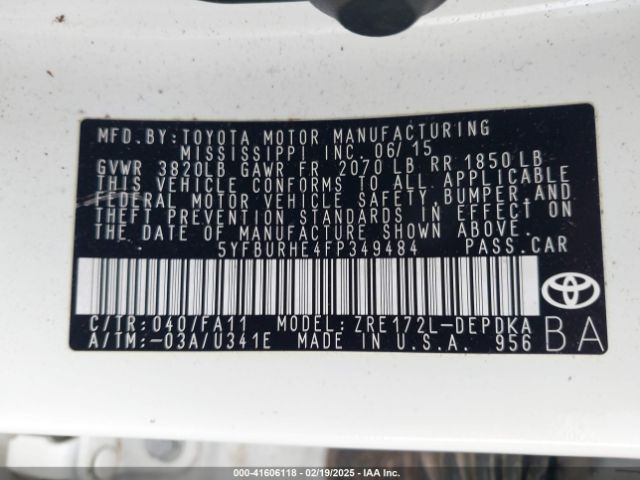 MFD. BY: TOYOTA MOTOR MANUFACTURING
MISSISSIPPI INC. 06/15
GVWR 3820LB GAWR FR 2070 LB RR 1850 LB
THIS VEHICLE CONFORMS TO ALL APPLICABLE
FEDERAL MOTOR VEHICLE SAFETY, BUMPER, AND
THEFT PREVENTION STANDARDS IN EFFECT ON
THE DATE OF MANUFACTURE SHOWN ABOVE.
5YFBURHE4FP349484 PASS. CAR
C/TR: 040/FA11 MODEL: ZRE172L-DEPDKA
A/TM: -03A/U341E MADE IN U.S.A. 956
BA
000-41606118 - 02/19/2025 - IAA Inc.